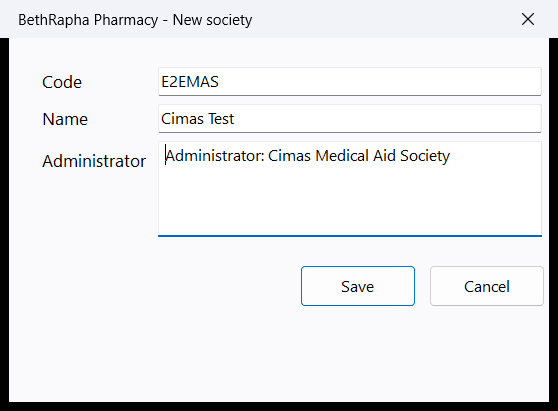 BethRapha Pharmacy - New society
Code
E2EMAS
Name
Cimas Test
Administrator
Administrator: Cimas Medical Aid Society
Save
Cancel